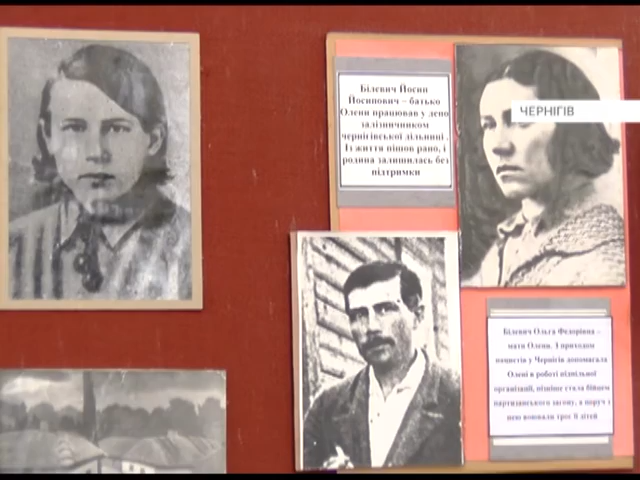 Білевич Йосип
Йосипович – батько
Олени працював у депо
залізничником
чернігівської дільниці .
Із життя пішов рано, і
родина залишилась без
підтримки
ЧЕРНІГІВ
Білевич Ольга Федорівна –
мати Олени. З приходом
нацистів у Чернігів допомагала
Олені в роботі підпільної
організації, пізніше стала бійцем
партизанського загону, а поруч з
нею воювали троє її дітей